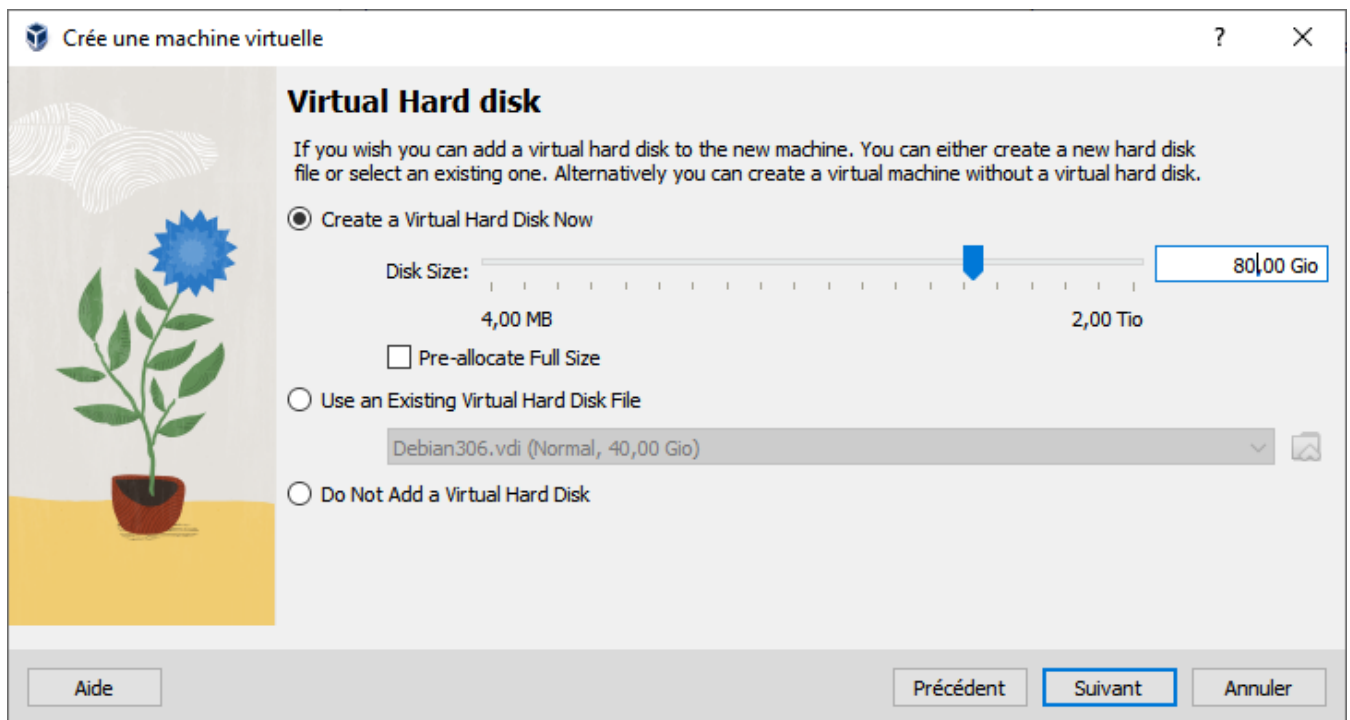 Crée une machine virtuelle
?
Virtual Hard disk
If you wish you can add a virtual hard disk to the new machine. You can either create a new hard disk
file or select an existing one. Alternatively you can create a virtual machine without a virtual hard disk.
Create a Virtual Hard Disk Now
Disk Size:
80,00 Gio
4,00 MB
2,00 Tio
Pre-allocate Full Size
Use an Existing Virtual Hard Disk File
Debian306.vdi (Normal, 40,00 Gio)
Do Not Add a Virtual Hard Disk
Aide
Précédent
Suivant
Annuler